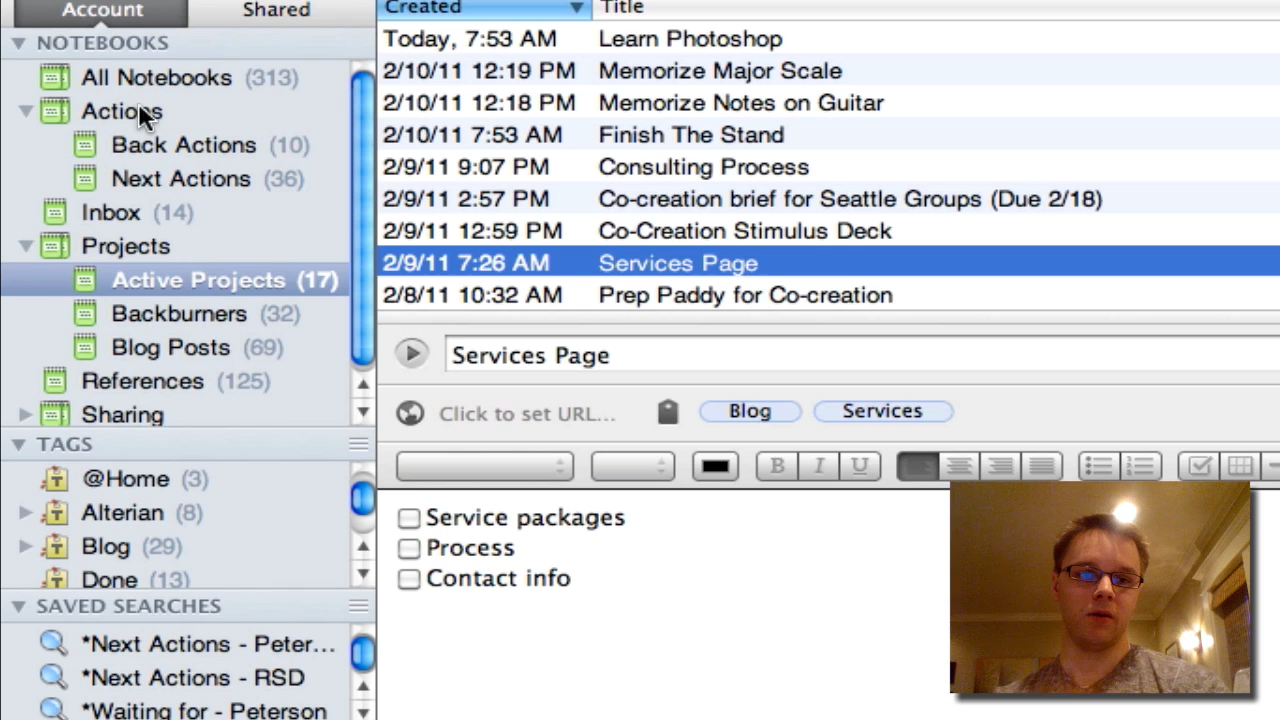 Account Shared
NOTEBOOKS
All Notebooks (313)
Actions
Back Actions (10)
Next Actions (36)
Inbox (14)
Projects
Active Projects (17)
Backburners (32)
Blog Posts (69)
References (125)
Sharing
TAGS
@Home (3)
Alterian (8)
Blog (29)
Done (13)
SAVED SEARCHES
*Next Actions - Peter...
*Next Actions - RSD
*Waiting for - Peterson
Created Title
Today, 7:53 AM Learn Photoshop
2/10/11 12:19 PM Memorize Major Scale
2/10/11 12:18 PM Memorize Notes on Guitar
2/10/11 7:53 AM Finish The Stand
2/9/11 9:07 PM Consulting Process
2/9/11 2:57 PM Co-creation brief for Seattle Groups (Due 2/18)
2/9/11 12:59 PM Co-Creation Stimulus Deck
2/9/11 7:26 AM Services Page
2/8/11 10:32 AM Prep Paddy for Co-creation
Services Page
Click to set URL... Blog Services
B I U
Service packages
Process
Contact info